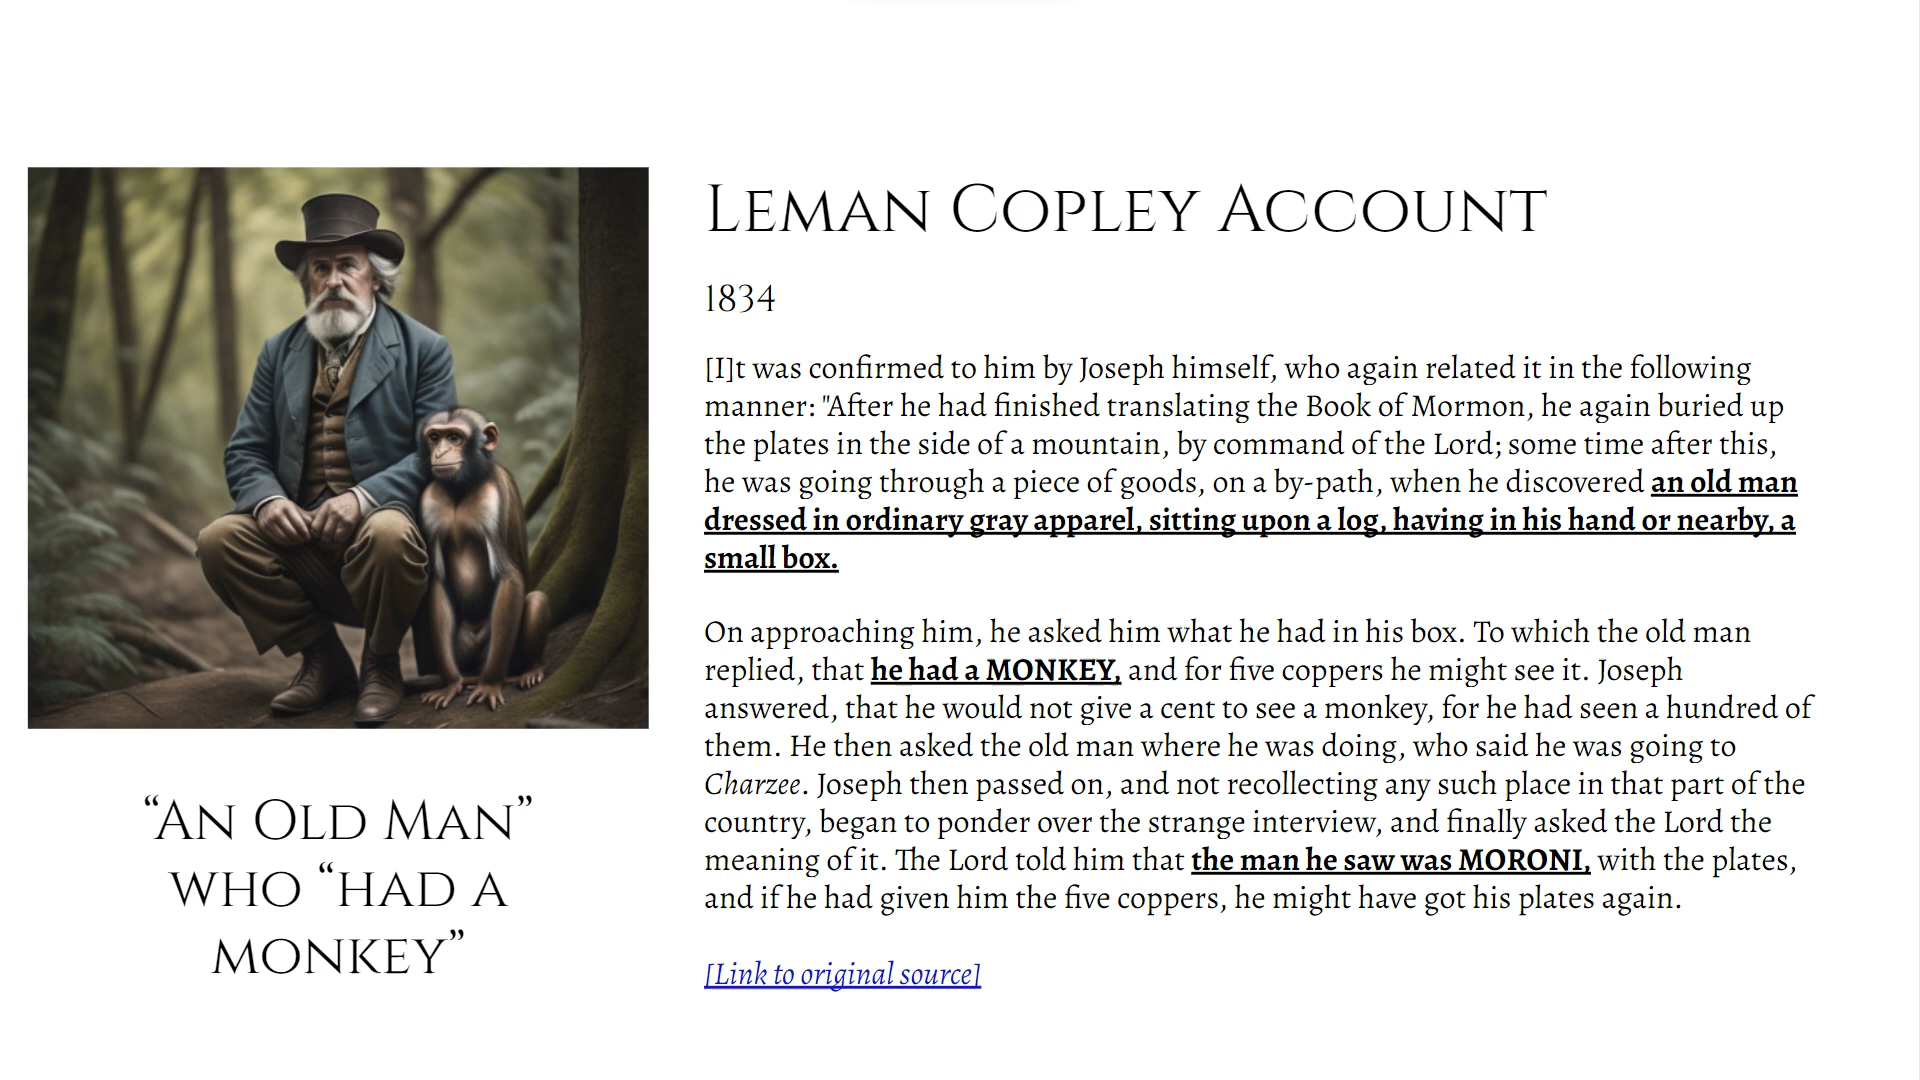 Leman Copley Account
1834
[I]t was confirmed to him by Joseph himself, who again related it in the following
manner: "After he had finished translating the Book of Mormon, he again buried up
the plates in the side of a mountain, by command of the Lord; some time after this,
he was going through a piece of goods, on a by-path, when he discovered an old man
dressed in ordinary gray apparel, sitting upon a log, having in his hand or nearby, a
small box.
On approaching him, he asked him what he had in his box. To which the old man
replied, that he had a MONKEY, and for five coppers he might see it. Joseph
answered, that he would not give a cent to see a monkey, for he had seen a hundred of
them. He then asked the old man where he was doing, who said he was going to
Charzee. Joseph then passed on, and not recollecting any such place in that part of the
country, began to ponder over the strange interview, and finally asked the Lord the
meaning of it. The Lord told him that the man he saw was MORONI, with the plates,
and if he had given him the five coppers, he might have got his plates again.
[Link to original source]
“An Old Man”
who “had a
monkey”